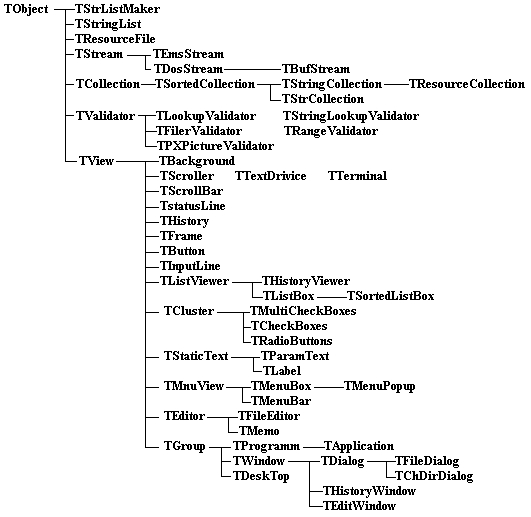 TObject TStrListMaker
TStringList
TResourceFile
TStream TEmsStream
TDosStream TBufStream
TCollection TSortedCollection TStringCollection TResourceCollection
TStrCollection
TValidator TLookupValidator TStringLookupValidator
TFilerValidator TRangeValidator
TPXPictureValidator
TView TBackground
TScroller TTextDrivice TTerminal
TScrollBar
TstatusLine
THistory
TFrame
TButton
TInputLine
TListViewer THistoryViewer
TListBox TSortedListBox
TCluster TMultiCheckBoxes
TCheckBoxes
TRadioButtons
TStaticText TParamText
TLabel
TMnuView TMenuBox TMenuPopup
TMenuBar
TEditor TFileEditor
TMemo
TGroup TProgramm TApplication
TWindow TDialog TFileDialog
TDeskTop TChDirDialog
THistoryWindow
TEditWindow